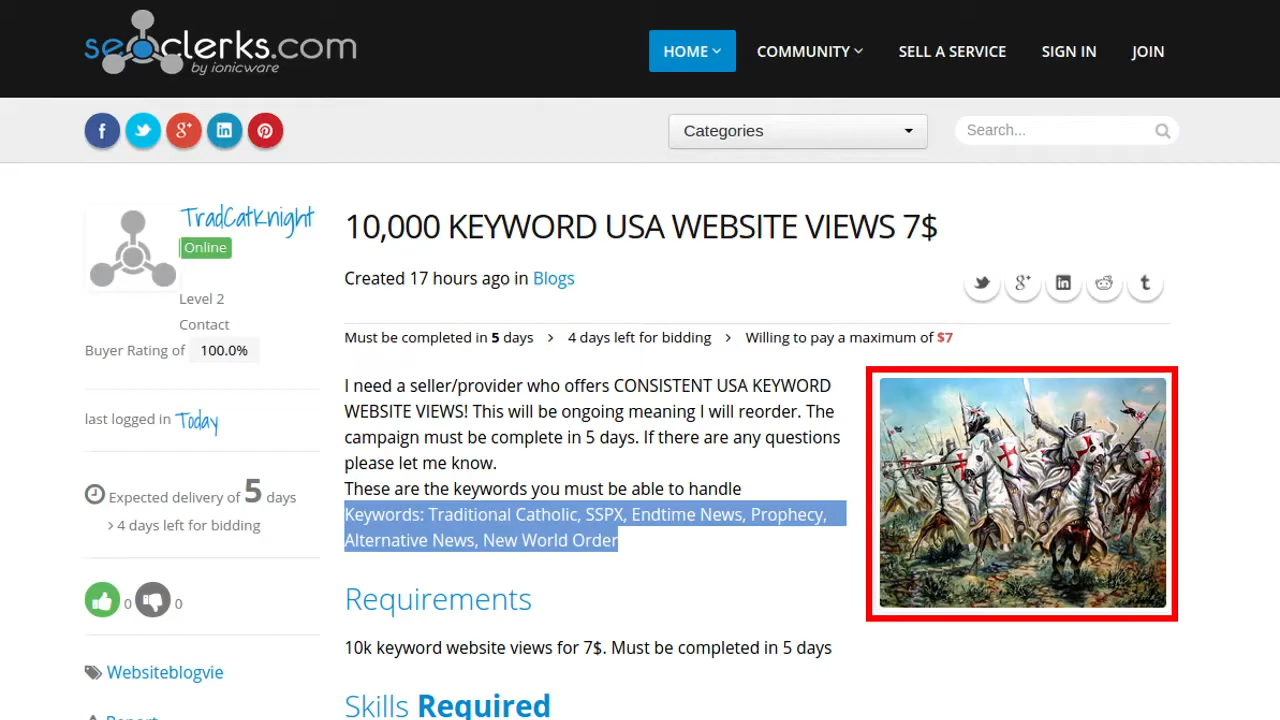 seoclerks.com
by ionicware
HOME
COMMUNITY
SELL A SERVICE
SIGN IN
JOIN
Categories
Search...
TradCatKnight
Online
Level 2
Contact
Buyer Rating of 100.0%
last logged in Today
Expected delivery of 5 days
4 days left for bidding
0 0
Websiteblogvie
Report
10,000 KEYWORD USA WEBSITE VIEWS 7$
Created 17 hours ago in Blogs
Must be completed in 5 days > 4 days left for bidding > Willing to pay a maximum of $7
I need a seller/provider who offers CONSISTENT USA KEYWORD
WEBSITE VIEWS! This will be ongoing meaning I will reorder. The
campaign must be complete in 5 days. If there are any questions
please let me know.
These are the keywords you must be able to handle
Keywords: Traditional Catholic, SSPX, Endtime News, Prophecy,
Alternative News, New World Order
Requirements
10k keyword website views for 7$. Must be completed in 5 days
Skills Required